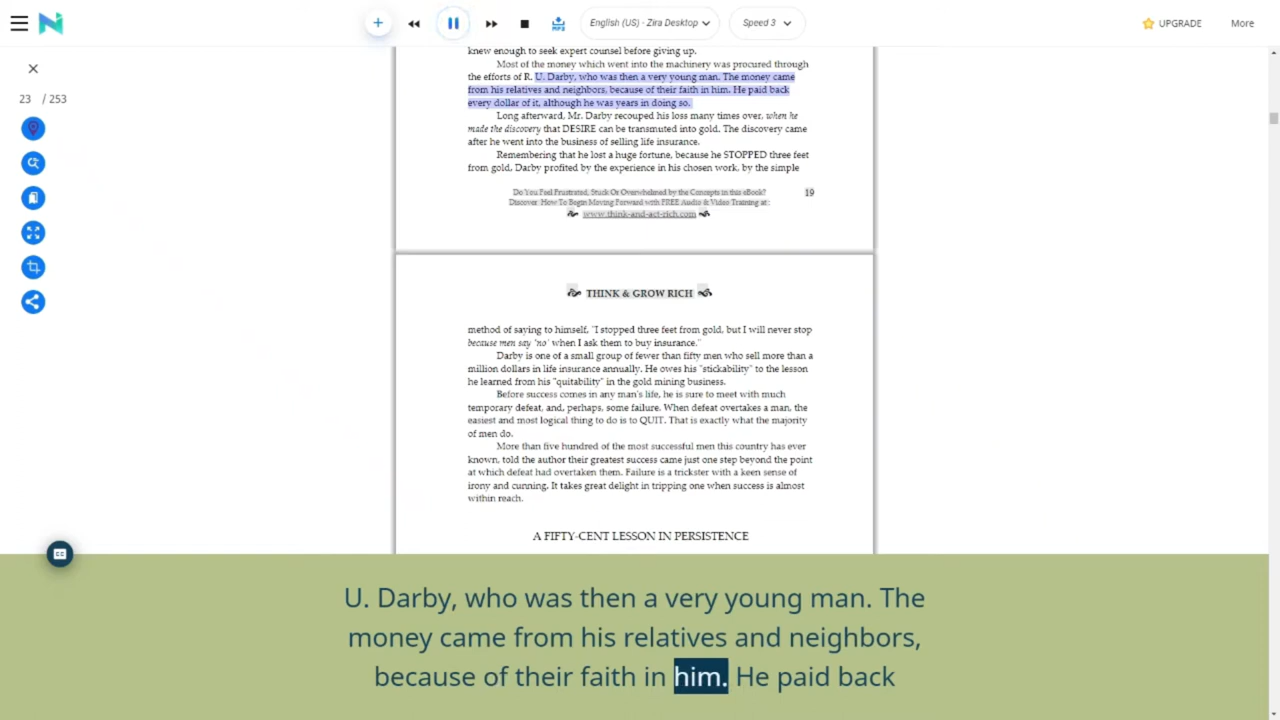 English (US) - Zira Desktop
Speed 3
UPGRADE
More
23 / 253
knew enough to seek expert counsel before giving up.
Most of the money which went into the machinery was procured through
the efforts of R. U. Darby, who was then a very young man. The money came
from his relatives and neighbors, because of their faith in him. He paid back
every dollar of it, although he was years in doing so.
Long afterward, Mr. Darby recouped his loss many times over, when he
made the discovery that DESIRE can be transmuted into gold. The discovery came
after he went into the business of selling life insurance.
Remembering that he lost a huge fortune, because he STOPPED three feet
from gold, Darby profited by the experience in his chosen work, by the simple
Do You Feel Frustrated, Stuck Or Overwhelmed by the Concepts in this eBook?
19
Discover: How To Begin Moving Forward with FREE Audio & Video Training at:
www.think-and-act-rich.com
THINK & GROW RICH
method of saying to himself, "I stopped three feet from gold, but I will never stop
because men say 'no' when I ask them to buy insurance."
Darby is one of a small group of fewer than fifty men who sell more than a
million dollars in life insurance annually. He owes his "stickability" to the lesson
he learned from his "quitability" in the gold mining business.
Before success comes in any man's life, he is sure to meet with much
temporary defeat, and, perhaps, some failure. When defeat overtakes a man, the
easiest and most logical thing to do is to QUIT. That is exactly what the majority
of men do.
More than five hundred of the most successful men this country has ever
known, told the author their greatest success came just one step beyond the point
at which defeat had overtaken them. Failure is a trickster with a keen sense of
irony and cunning. It takes great delight in tripping one when success is almost
within reach.
A FIFTY-CENT LESSON IN PERSISTENCE
CC
U. Darby, who was then a very young man. The
money came from his relatives and neighbors,
because of their faith in him. He paid back